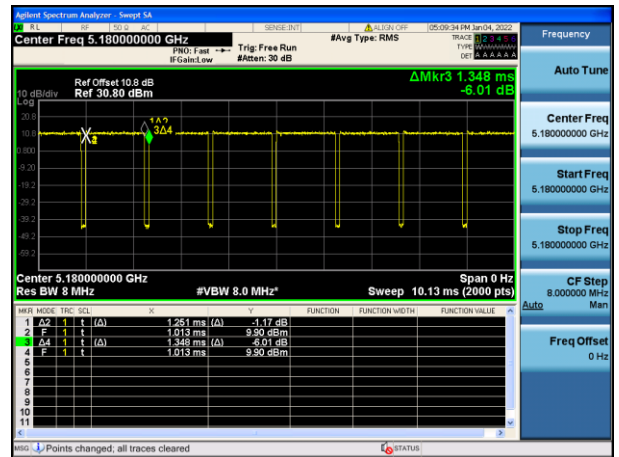 Agilent Spectrum Analyzer - Swept SA
RL RF 50 Ω AC SENSE:INT ALIGN OFF 05:09:34 PM Jan 04, 2022
Center Freq 5.180000000 GHz
PNO: Fast
IFGain:Low
Trig: Free Run
#Atten: 30 dB
#Avg Type: RMS
TRACE 1 2 3 4 5 6
TYPE WWWWWW
DET A A A A A A
Frequency
Auto Tune
Center Freq
5.180000000 GHz
Start Freq
5.180000000 GHz
Stop Freq
5.180000000 GHz
CF Step
8.000000 MHz
Auto Man
Freq Offset
0 Hz
ΔMkr3 1.348 ms
-6.01 dB
Ref Offset 10.8 dB
10 dB/div Ref 30.80 dBm
Log
20.8
10.8
0.800
-9.20
-19.2
-29.2
-39.2
-49.2
-59.2
3Δ4
Center 5.180000000 GHz Span 0 Hz
Res BW 8 MHz #VBW 8.0 MHz* Sweep 10.13 ms (2000 pts)
MKR MODE TRC SCL X Y FUNCTION FUNCTION WIDTH FUNCTION VALUE
1 Δ2 1 t (Δ) 1.251 ms (Δ) -1.17 dB
2 F 1 t 1.013 ms 9.90 dBm
3 Δ4 1 t (Δ) 1.348 ms (Δ) -6.01 dB
4 F 1 t 1.013 ms 9.90 dBm
5
6
7
8
9
10
11
MSG Points changed; all traces cleared STATUS